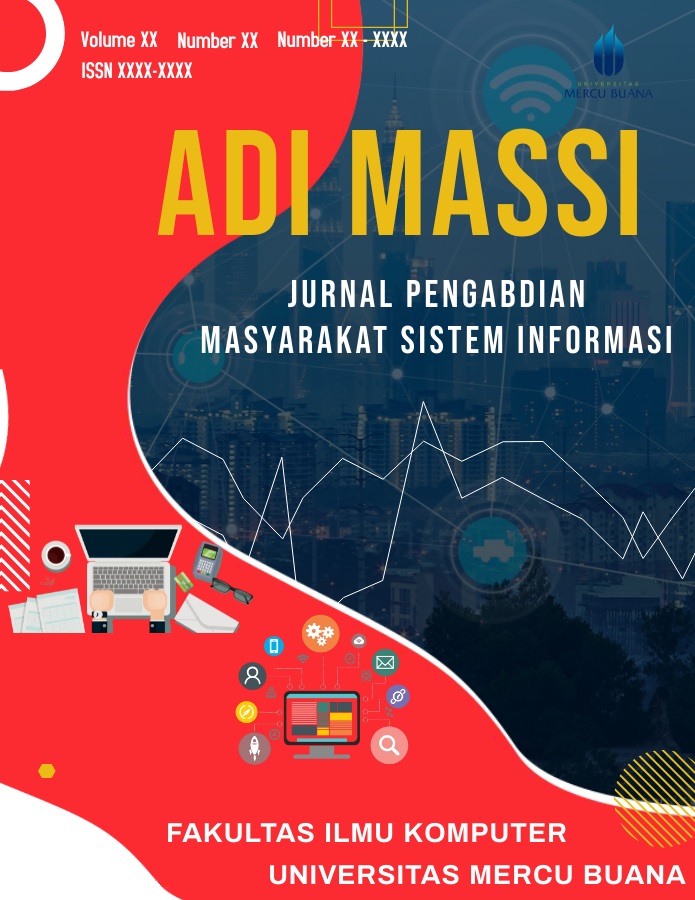 Volume XX Number XX Number XX - XXXX
ISSN XXXX-XXXX
UNIVERSITAS
MERCU BUANA
ADI MASSI
JURNAL PENGABDIAN
MASYARAKAT SISTEM INFORMASI
FAKULTAS ILMU KOMPUTER
UNIVERSITAS MERCU BUANA